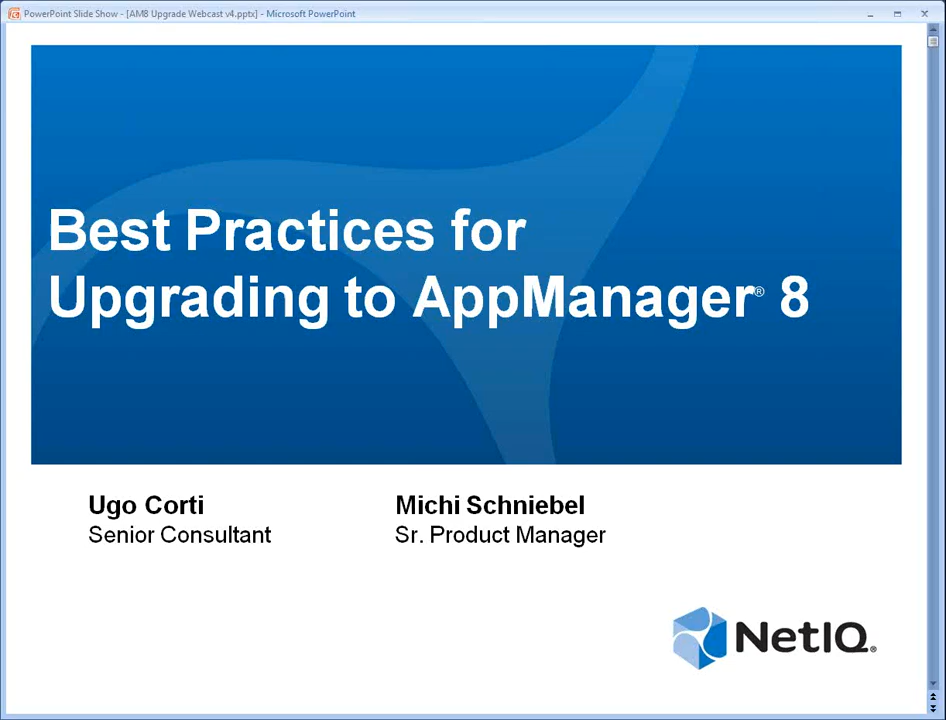 PowerPoint Slide Show - [AM8 Upgrade Webcast v4.pptx] - Microsoft PowerPoint
Best Practices for
Upgrading to AppManager® 8
Ugo Corti
Senior Consultant
Michi Schniebel
Sr. Product Manager
NetIQ®